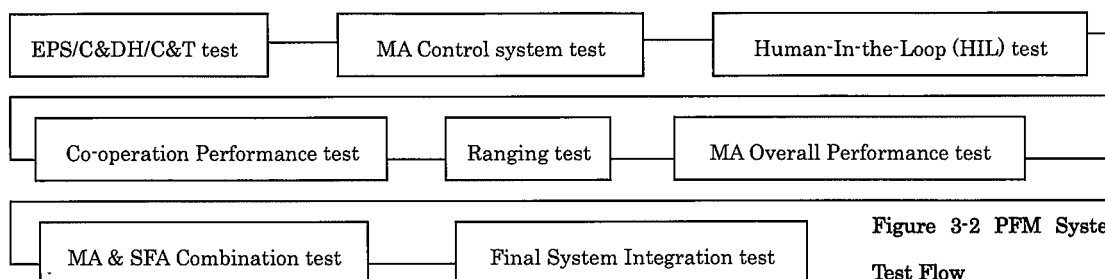 EPS/C&DH/C&T test
MA Control system test
Human-In-the-Loop (HIL) test
Co-operation Performance test
Ranging test
MA Overall Performance test
MA & SFA Combination test
Final System Integration test
Figure 3-2 PFM Syste
Test Flow